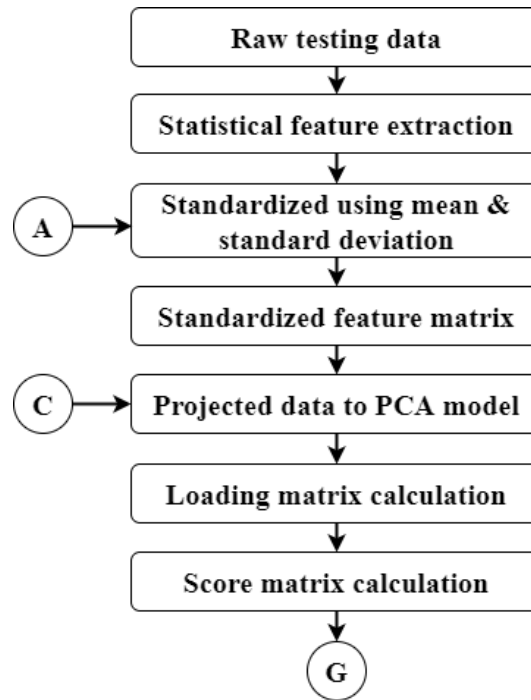 Raw testing data
Statistical feature extraction
A
Standardized using mean &
standard deviation
Standardized feature matrix
C
Projected data to PCA model
Loading matrix calculation
Score matrix calculation
G